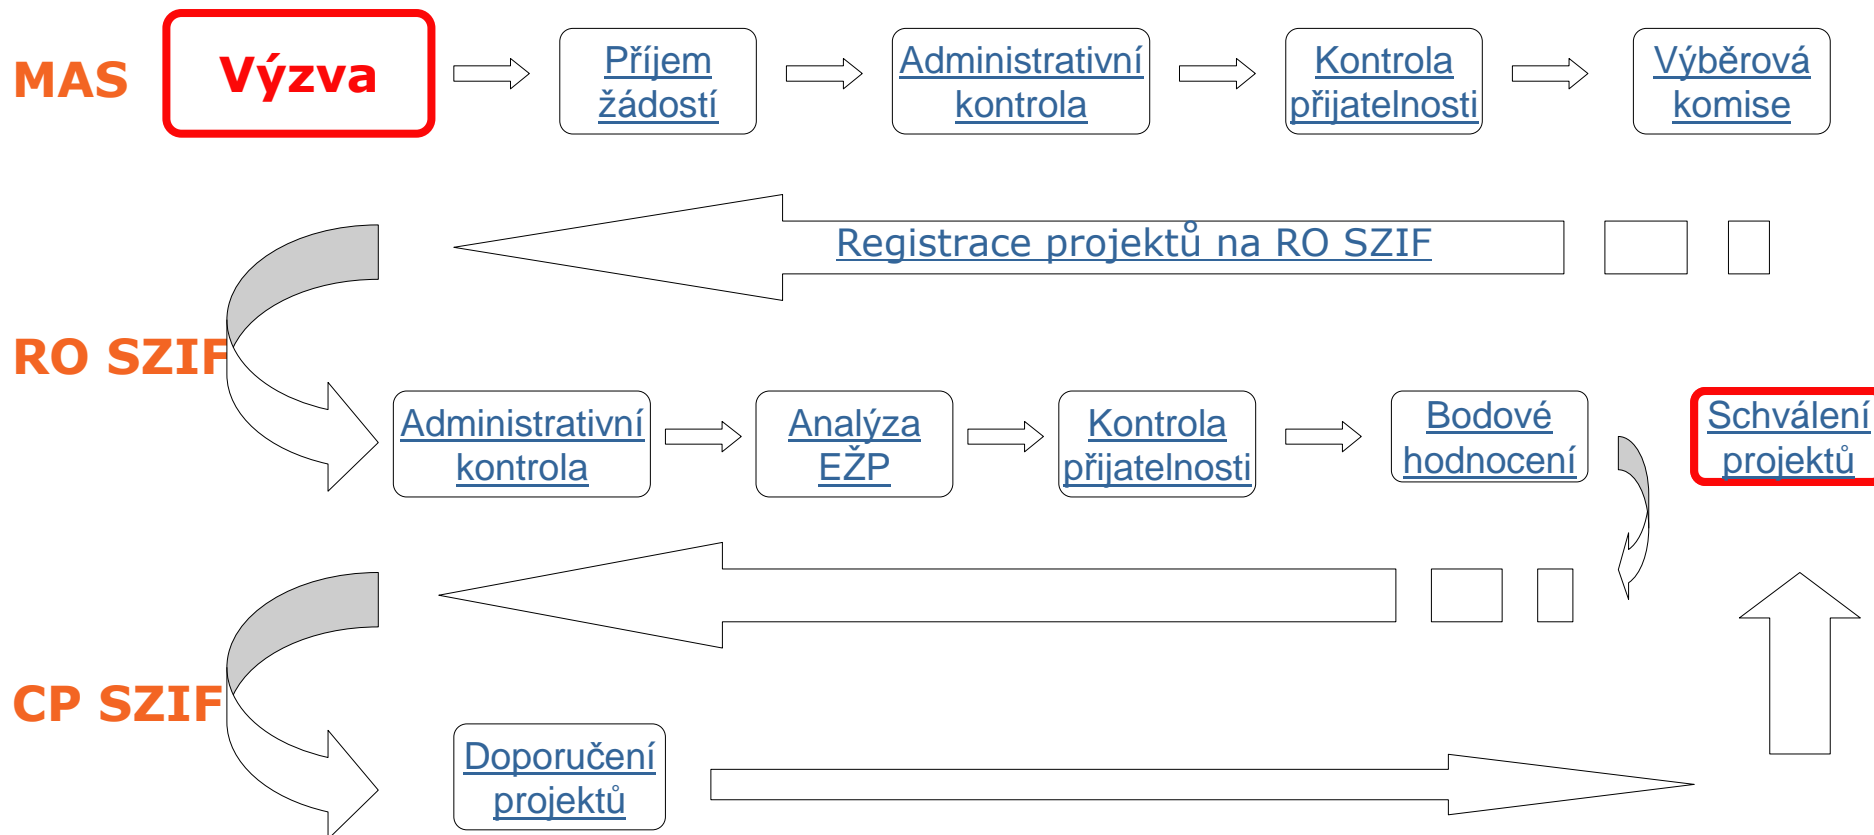 MAS
Výzva
Příjem
žádostí
Administrativní
kontrola
Kontrola
přijatelnosti
Výběrová
komise
Registrace projektů na RO SZIF
RO SZIF
Administrativní
kontrola
Analýza
EŽP
Kontrola
přijatelnosti
Bodové
hodnocení
Schválení
projektů
CP SZIF
Doporučení
projektů